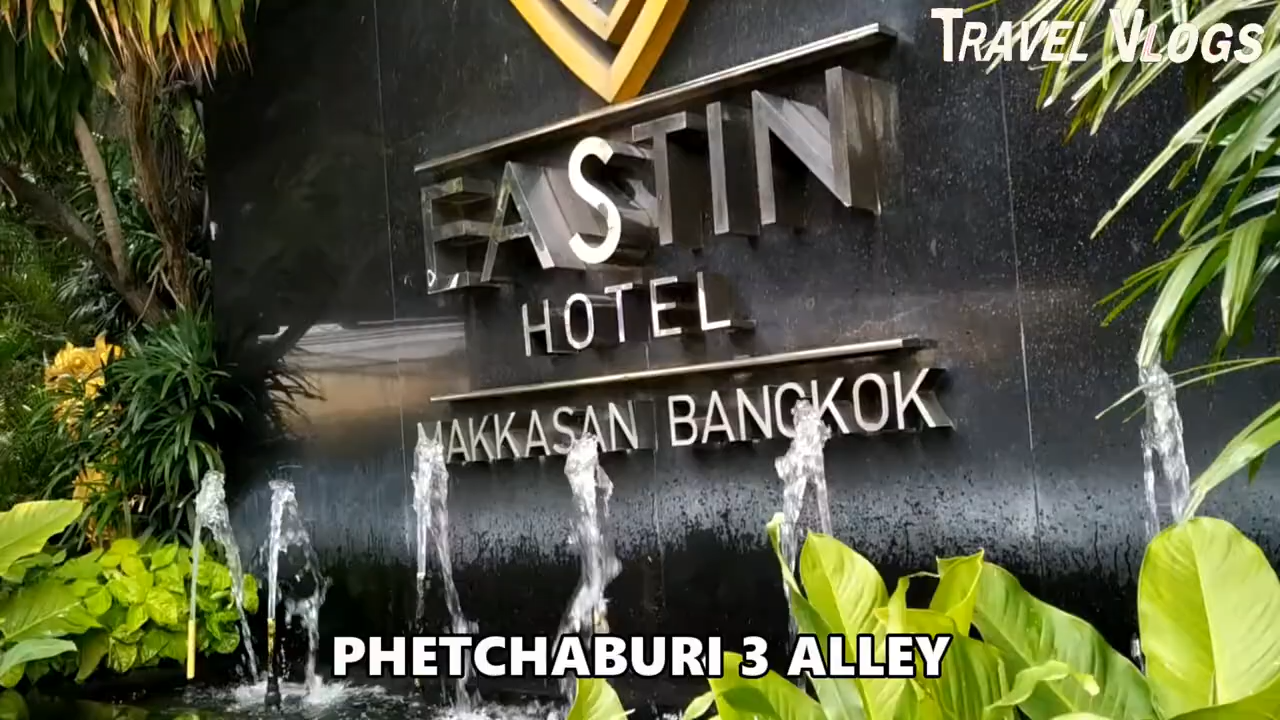 TRAVEL VLOGS
EASTIN
HOTEL
MAKKASAN BANGKOK
PHETCHABURI 3 ALLEY